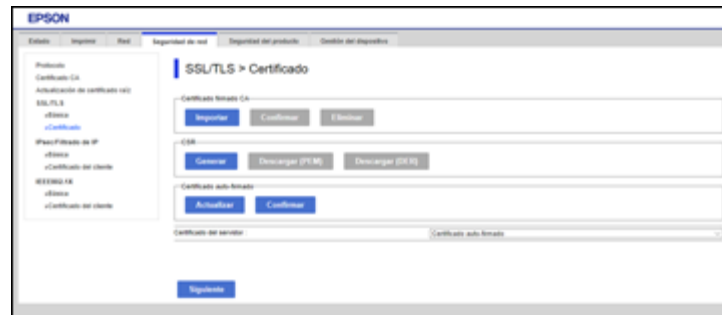 EPSON
Estado Imprimir Red Seguridad de red Seguridad del producto Gestión del dispositivo
Protocolo
Certificado CA
Actualización de certificado raíz
SSL/TLS
»Básica
»Certificado
IPsec/Filtrado de IP
»Básica
»Certificado del cliente
IEEE802.1X
»Básica
»Certificado del cliente
SSL/TLS > Certificado
Certificado firmado CA
Importar Confirmar Eliminar
CSR
Generar Descargar (PEM) Descargar (DER)
Certificado auto-firmado
Actualizar Confirmar
Certificado del servidor Certificado auto-firmado
Siguiente